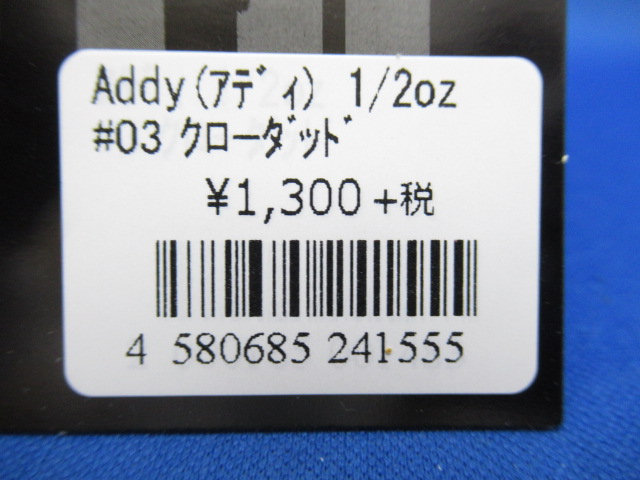 Addy(ｱﾃﾞｨ) 1/2oz
#03 ｸﾛｰﾀﾞｯﾄﾞ
¥1,300 +税
4 580685 241555